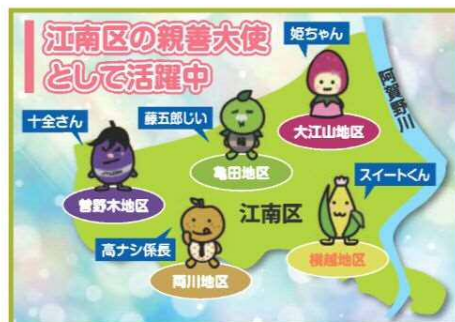 江南区の親善大使
として活躍中
姫ちゃん
大江山地区
阿賀野川
十全さん
曽野木地区
藤五郎じい
亀田地区
スイートくん
横越地区
江南区
高ナシ係長
両川地区